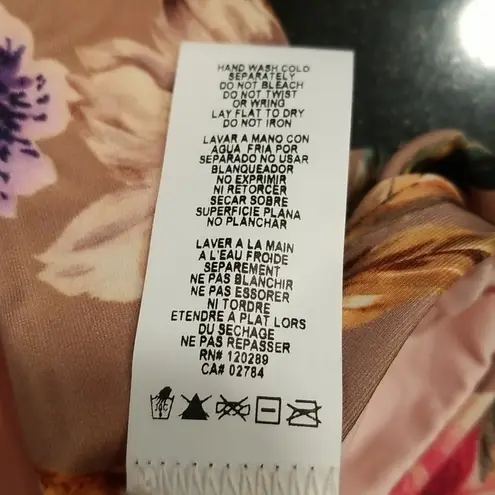 HAND WASH COLD
SEPARATELY
DO NOT BLEACH
DO NOT TWIST
OR WRING
LAY FLAT TO DRY
DO NOT IRON
LAVAR A MANO CON
AGUA FRIA POR
SEPARADO NO USAR
BLANQUEADOR
NO EXPRIMIR
NI RETORCER
SECAR SOBRE
SUPERFICIE PLANA
NO PLANCHAR
LAVER A LA MAIN
A L'EAU FROIDE
SEPAREMENT
NE PAS BLANCHIR
NE PAS ESSORER
NI TORDRE
ETENDRE A PLAT LORS
DU SECHAGE
NE PAS REPASSER
RN# 120289
CA# 02784